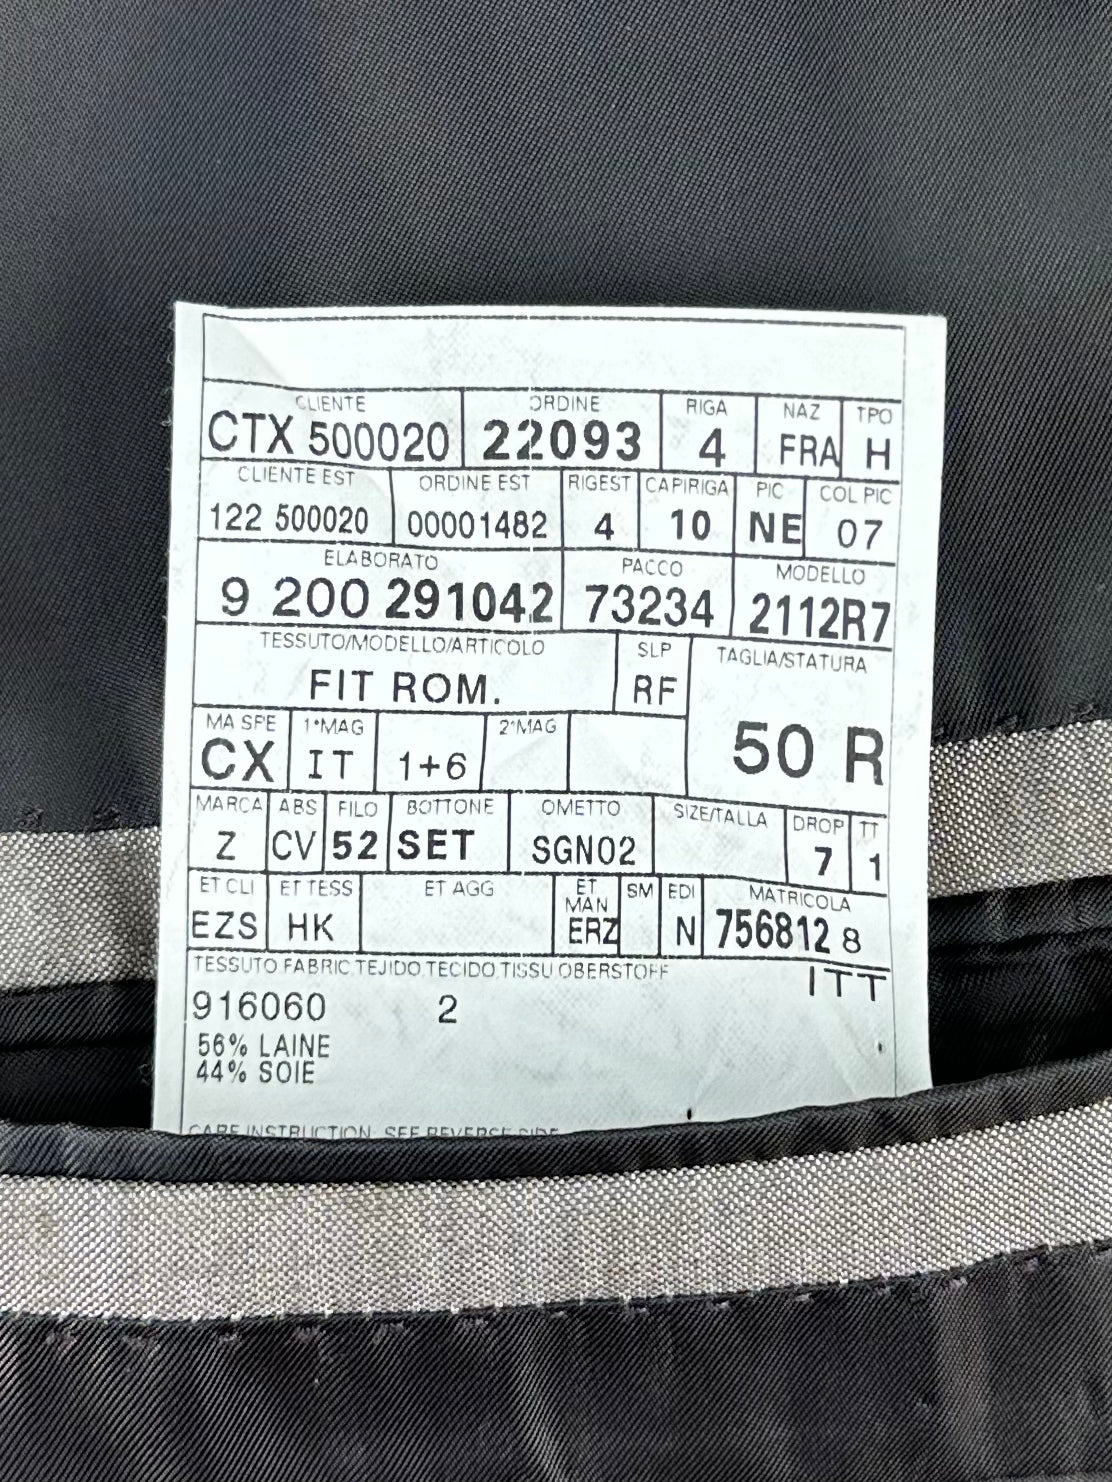 CLIENTE ORDINE RIGA NAZ TPO
CTX 500020 22093 4 FRA H
CLIENTE EST ORDINE EST RIGEST CAPIRIGA PIC COL PIC
122 500020 00001482 4 10 NE 07
ELABORATO PACCO MODELLO
9 200 291042 73234 2112R7
TESSUTO/MODELLO/ARTICOLO SLP TAGLIA/STATURA
FIT ROM. RF
50 R
MA SPE 1°MAG 2°MAG
CX IT 1+6
MARCA ABS FILO BOTTONE OMETTO SIZE/TALLA DROP TT
Z CV 52 SET SGN02 7 1
ET CLI ET TESS ET AGG ET MAN SM EDI MATRICOLA
EZS HK ERZ N 756812 8
TESSUTO FABRIC TEJIDO TECIDO TISSU OBERSTOFF ITT
916060 2
56% LAINE
44% SOIE
CARE INSTRUCTION: SEE REVERSE SIDE